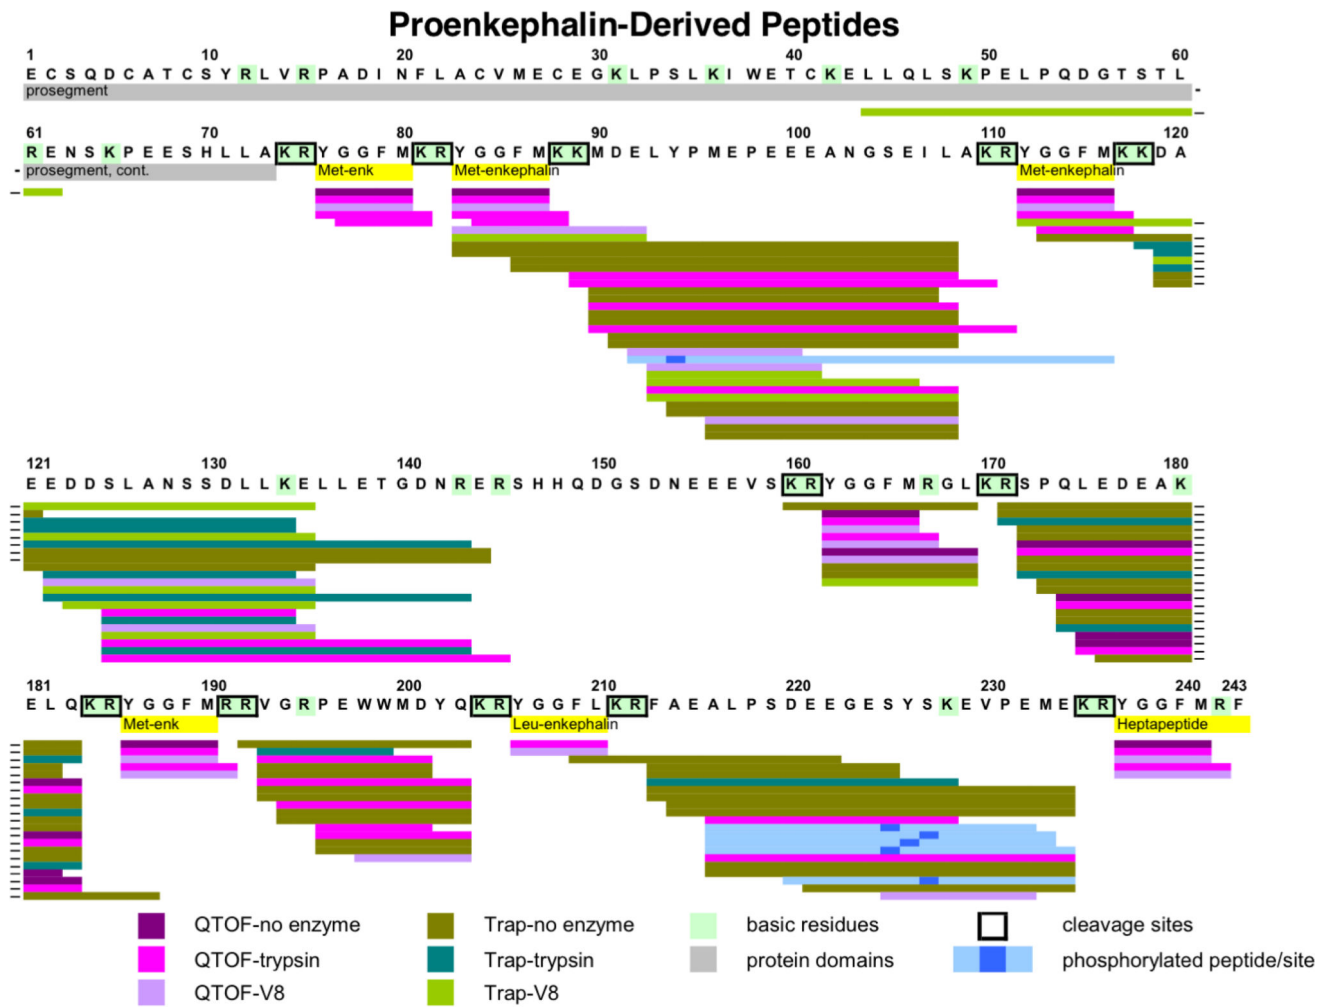 Proenkephalin-Derived Peptides
1 10 20 30 40 50 60
E C S Q D C A T C S Y R L V R P A D I N F L A C V M E C E G K L P S L K I W E T C K E L L Q L S K P E L P Q D G T S T L
prosegment
61 70 80 90 100 110 120
R E N S K P E E S H L L A K R Y G G F M K R Y G G F M K K M D E L Y P M E P E E E A N G S E I L A K R Y G G F M K K D A
prosegment, cont. Met-enk Met-enkephalin Met-enkephalin
121 130 140 150 160 170 180
E E D D S L A N S S D L L K E L L E T G D N R E R S H H Q D G S D N E E E V S K R Y G G F M R G L K R S P Q L E D E A K
181 190 200 210 220 230 240 243
E L Q K R Y G G F M R R V G R P E W W M D Y Q K R Y G G F L K R F A E A L P S D E E G E S Y S K E V P E M E K R Y G G F M R F
Met-enk Leu-enkephalin Heptapeptide
QTOF-no enzyme Trap-no enzyme basic residues cleavage sites
QTOF-trypsin Trap-trypsin protein domains phosphorylated peptide/site
QTOF-V8 Trap-V8